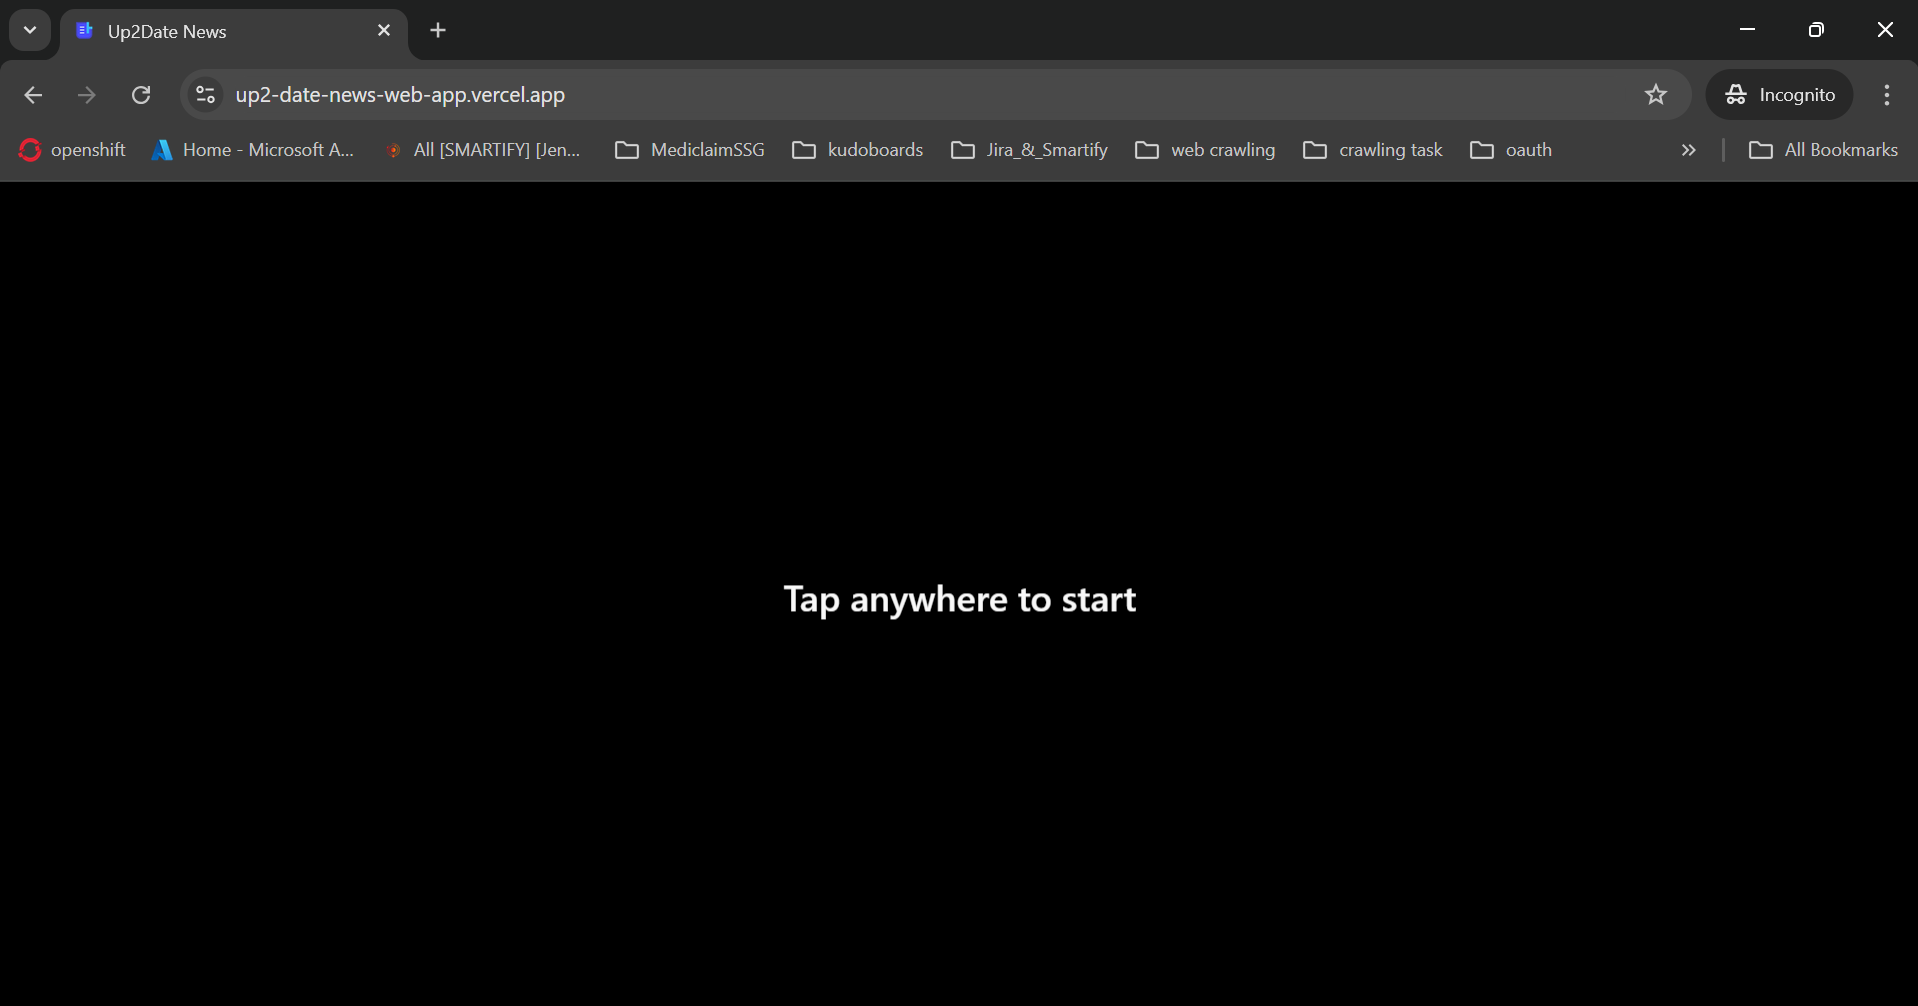 Up2Date News
up2-date-news-web-app.vercel.app
Incognito
openshift
Home - Microsoft A...
All [SMARTIFY] [Jen...
MediclaimSSG
kudoboards
Jira_&_Smartify
web crawling
crawling task
oauth
All Bookmarks
Tap anywhere to start